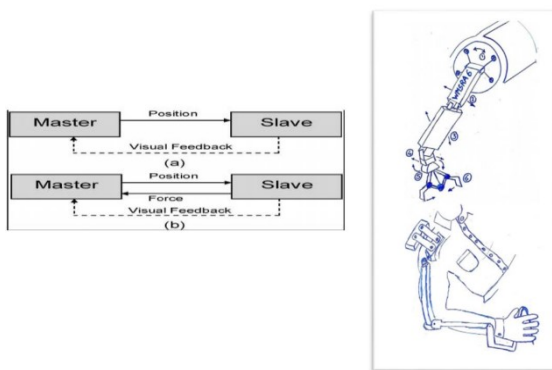 Position
Master Slave
Visual Feedback
(a)
Position
Master Slave
Force
Visual Feedback
(b)